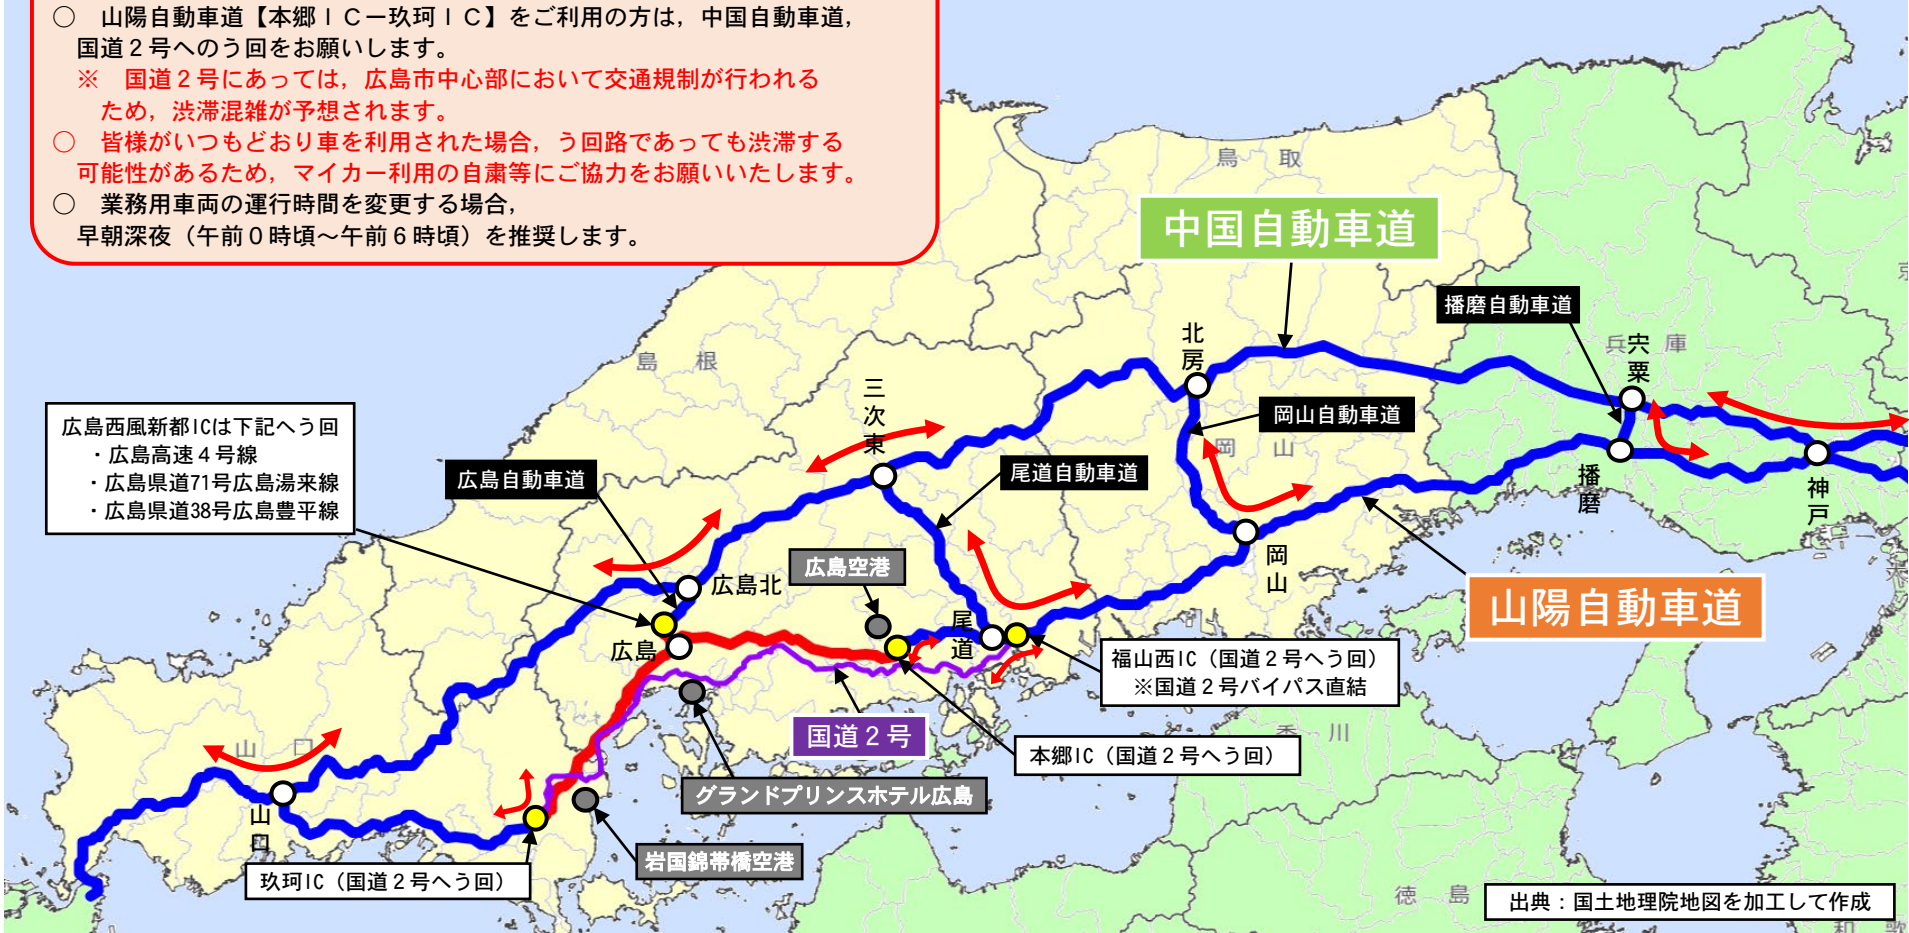 ○　山陽自動車道【本郷ＩＣー玖珂ＩＣ】をご利用の方は，中国自動車道，
国道２号へのう回をお願いします。
※　国道２号にあっては，広島市中心部において交通規制が行われる
ため，渋滞混雑が予想されます。
○　皆様がいつもどおり車を利用された場合，う回路であっても渋滞する
可能性があるため，マイカー利用の自粛等にご協力をお願いいたします。
○　業務用車両の運行時間を変更する場合，
早朝深夜（午前０時頃～午前６時頃）を推奨します。
鳥　取
中国自動車道
播磨自動車道
兵　庫
京
島　根
北房
宍粟
三次東
岡山自動車道
岡　山
広島西風新都ICは下記へう回
・広島高速４号線
・広島県道71号広島湯来線
・広島県道38号広島豊平線
広島自動車道
尾道自動車道
播磨
神戸
広島空港
岡山
広島北
山陽自動車道
尾道
広島
福山西IC（国道２号へう回）
※国道２号バイパス直結
国道２号
香　川
本郷IC（国道２号へう回）
山　口
グランドプリンスホテル広島
山口
岩国錦帯橋空港
玖珂IC（国道２号へう回）
徳　島
出典：国土地理院地図を加工して作成
和　歌